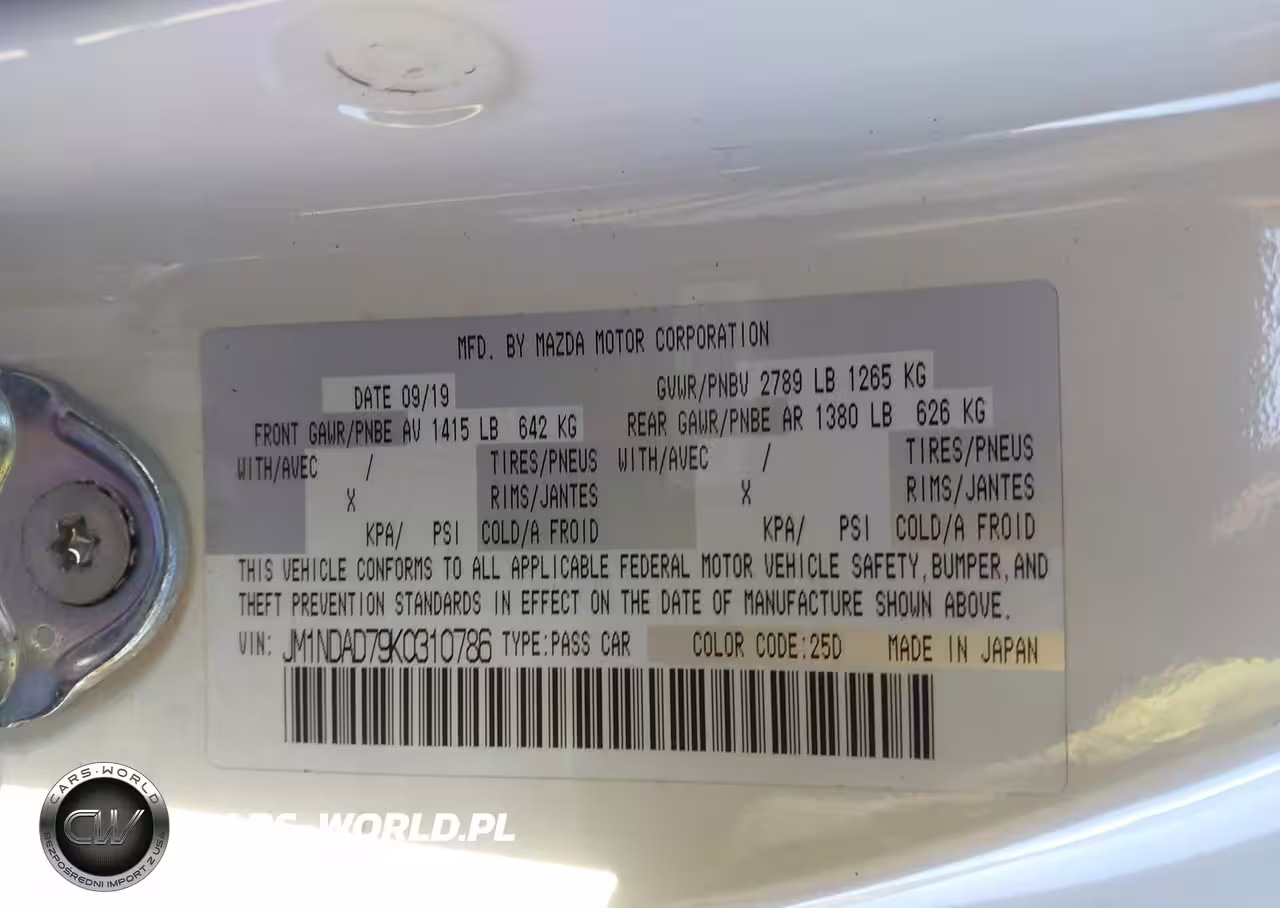 MFD. BY MAZDA MOTOR CORPORATION
DATE 09/19 GVWR/PNBV 2789 LB 1265 KG
FRONT GAWR/PNBE AV 1415 LB 642 KG REAR GAWR/PNBE AR 1380 LB 626 KG
WITH/AVEC / TIRES/PNEUS WITH/AVEC / TIRES/PNEUS
X RIMS/JANTES X RIMS/JANTES
KPA/ PSI COLD/A FROID KPA/ PSI COLD/A FROID
THIS VEHICLE CONFORMS TO ALL APPLICABLE FEDERAL MOTOR VEHICLE SAFETY, BUMPER, AND
THEFT PREVENTION STANDARDS IN EFFECT ON THE DATE OF MANUFACTURE SHOWN ABOVE.
VIN: JM1NDAD79K0310786 TYPE:PASS CAR COLOR CODE:25D MADE IN JAPAN
CARS-WORLD
CW
BEZPOŚREDNI IMPORT Z USA
CARS-WORLD.PL